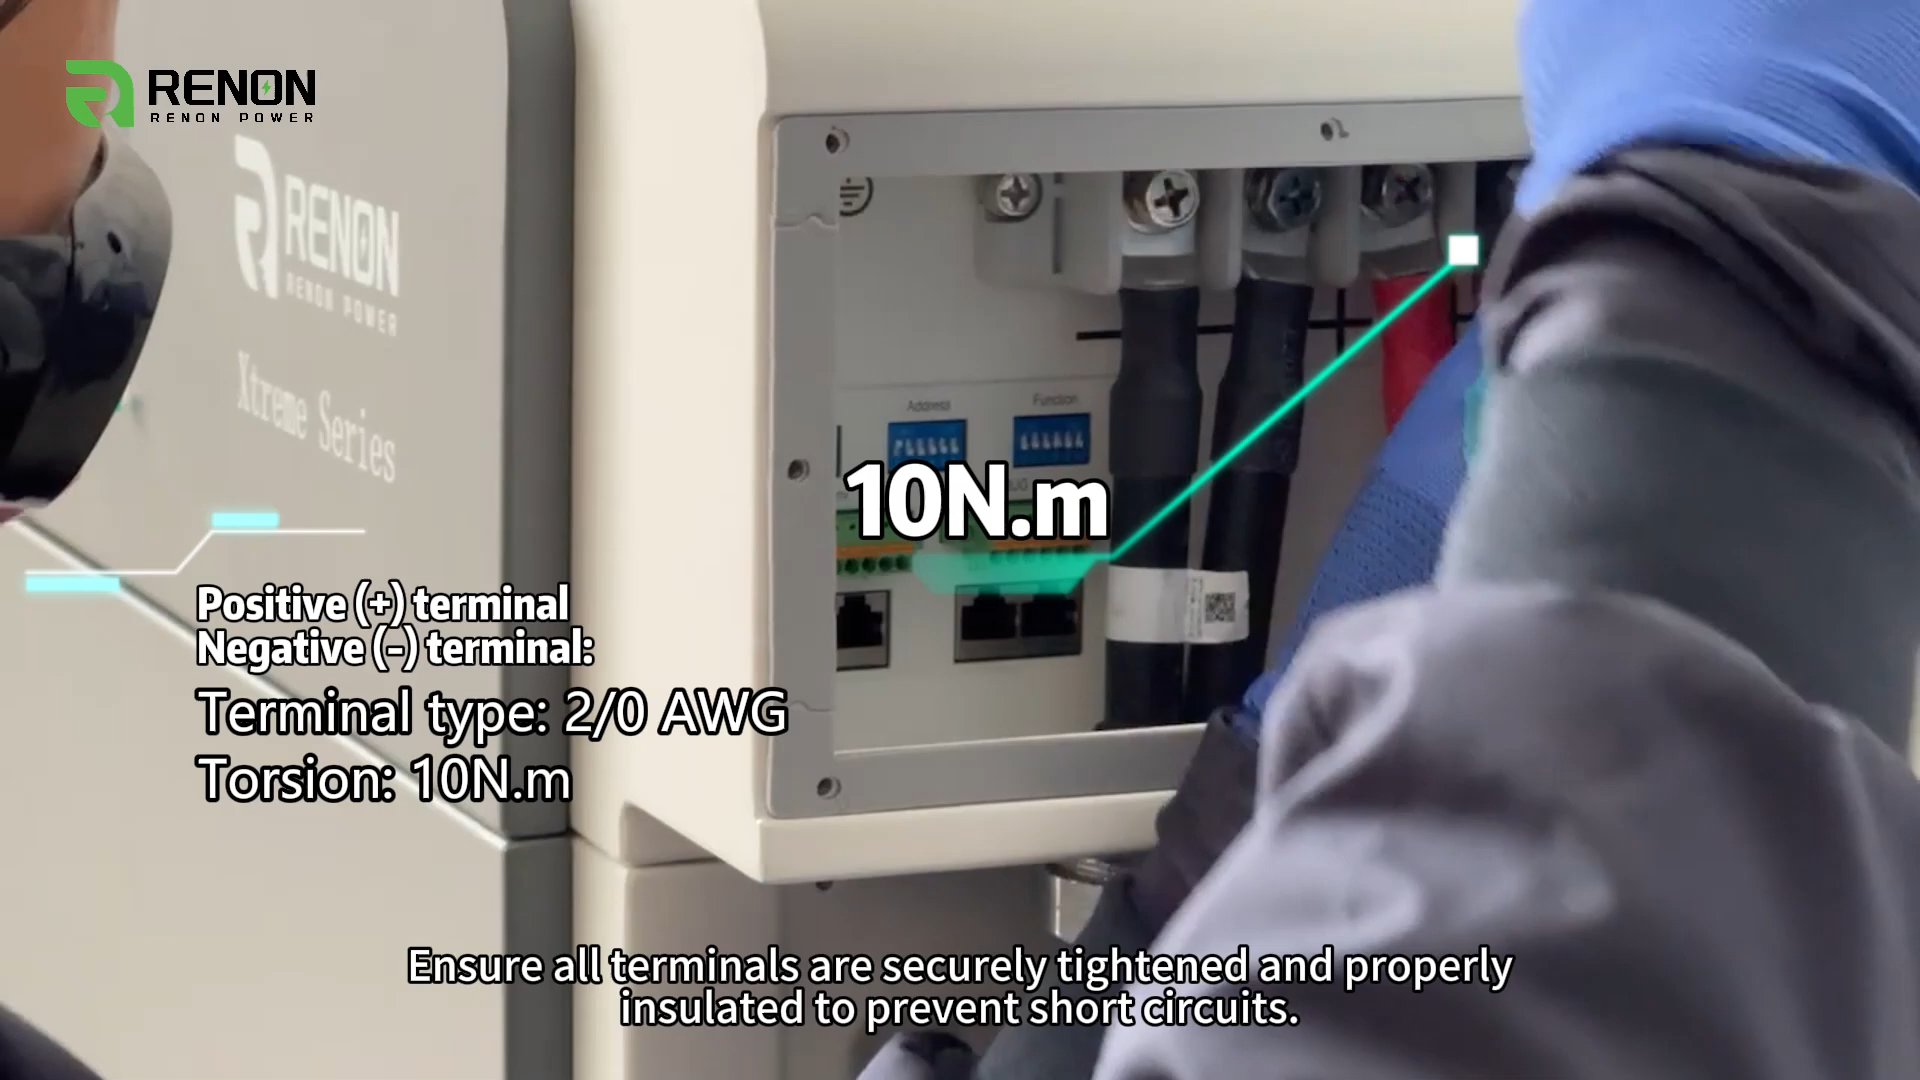 RENON
RENON POWER
RENON
RENON POWER
Xtreme Series
Address
Function
10N.m
Positive (+) terminal
Negative (-) terminal:
Terminal type: 2/0 AWG
Torsion: 10N.m
Ensure all terminals are securely tightened and properly
insulated to prevent short circuits.